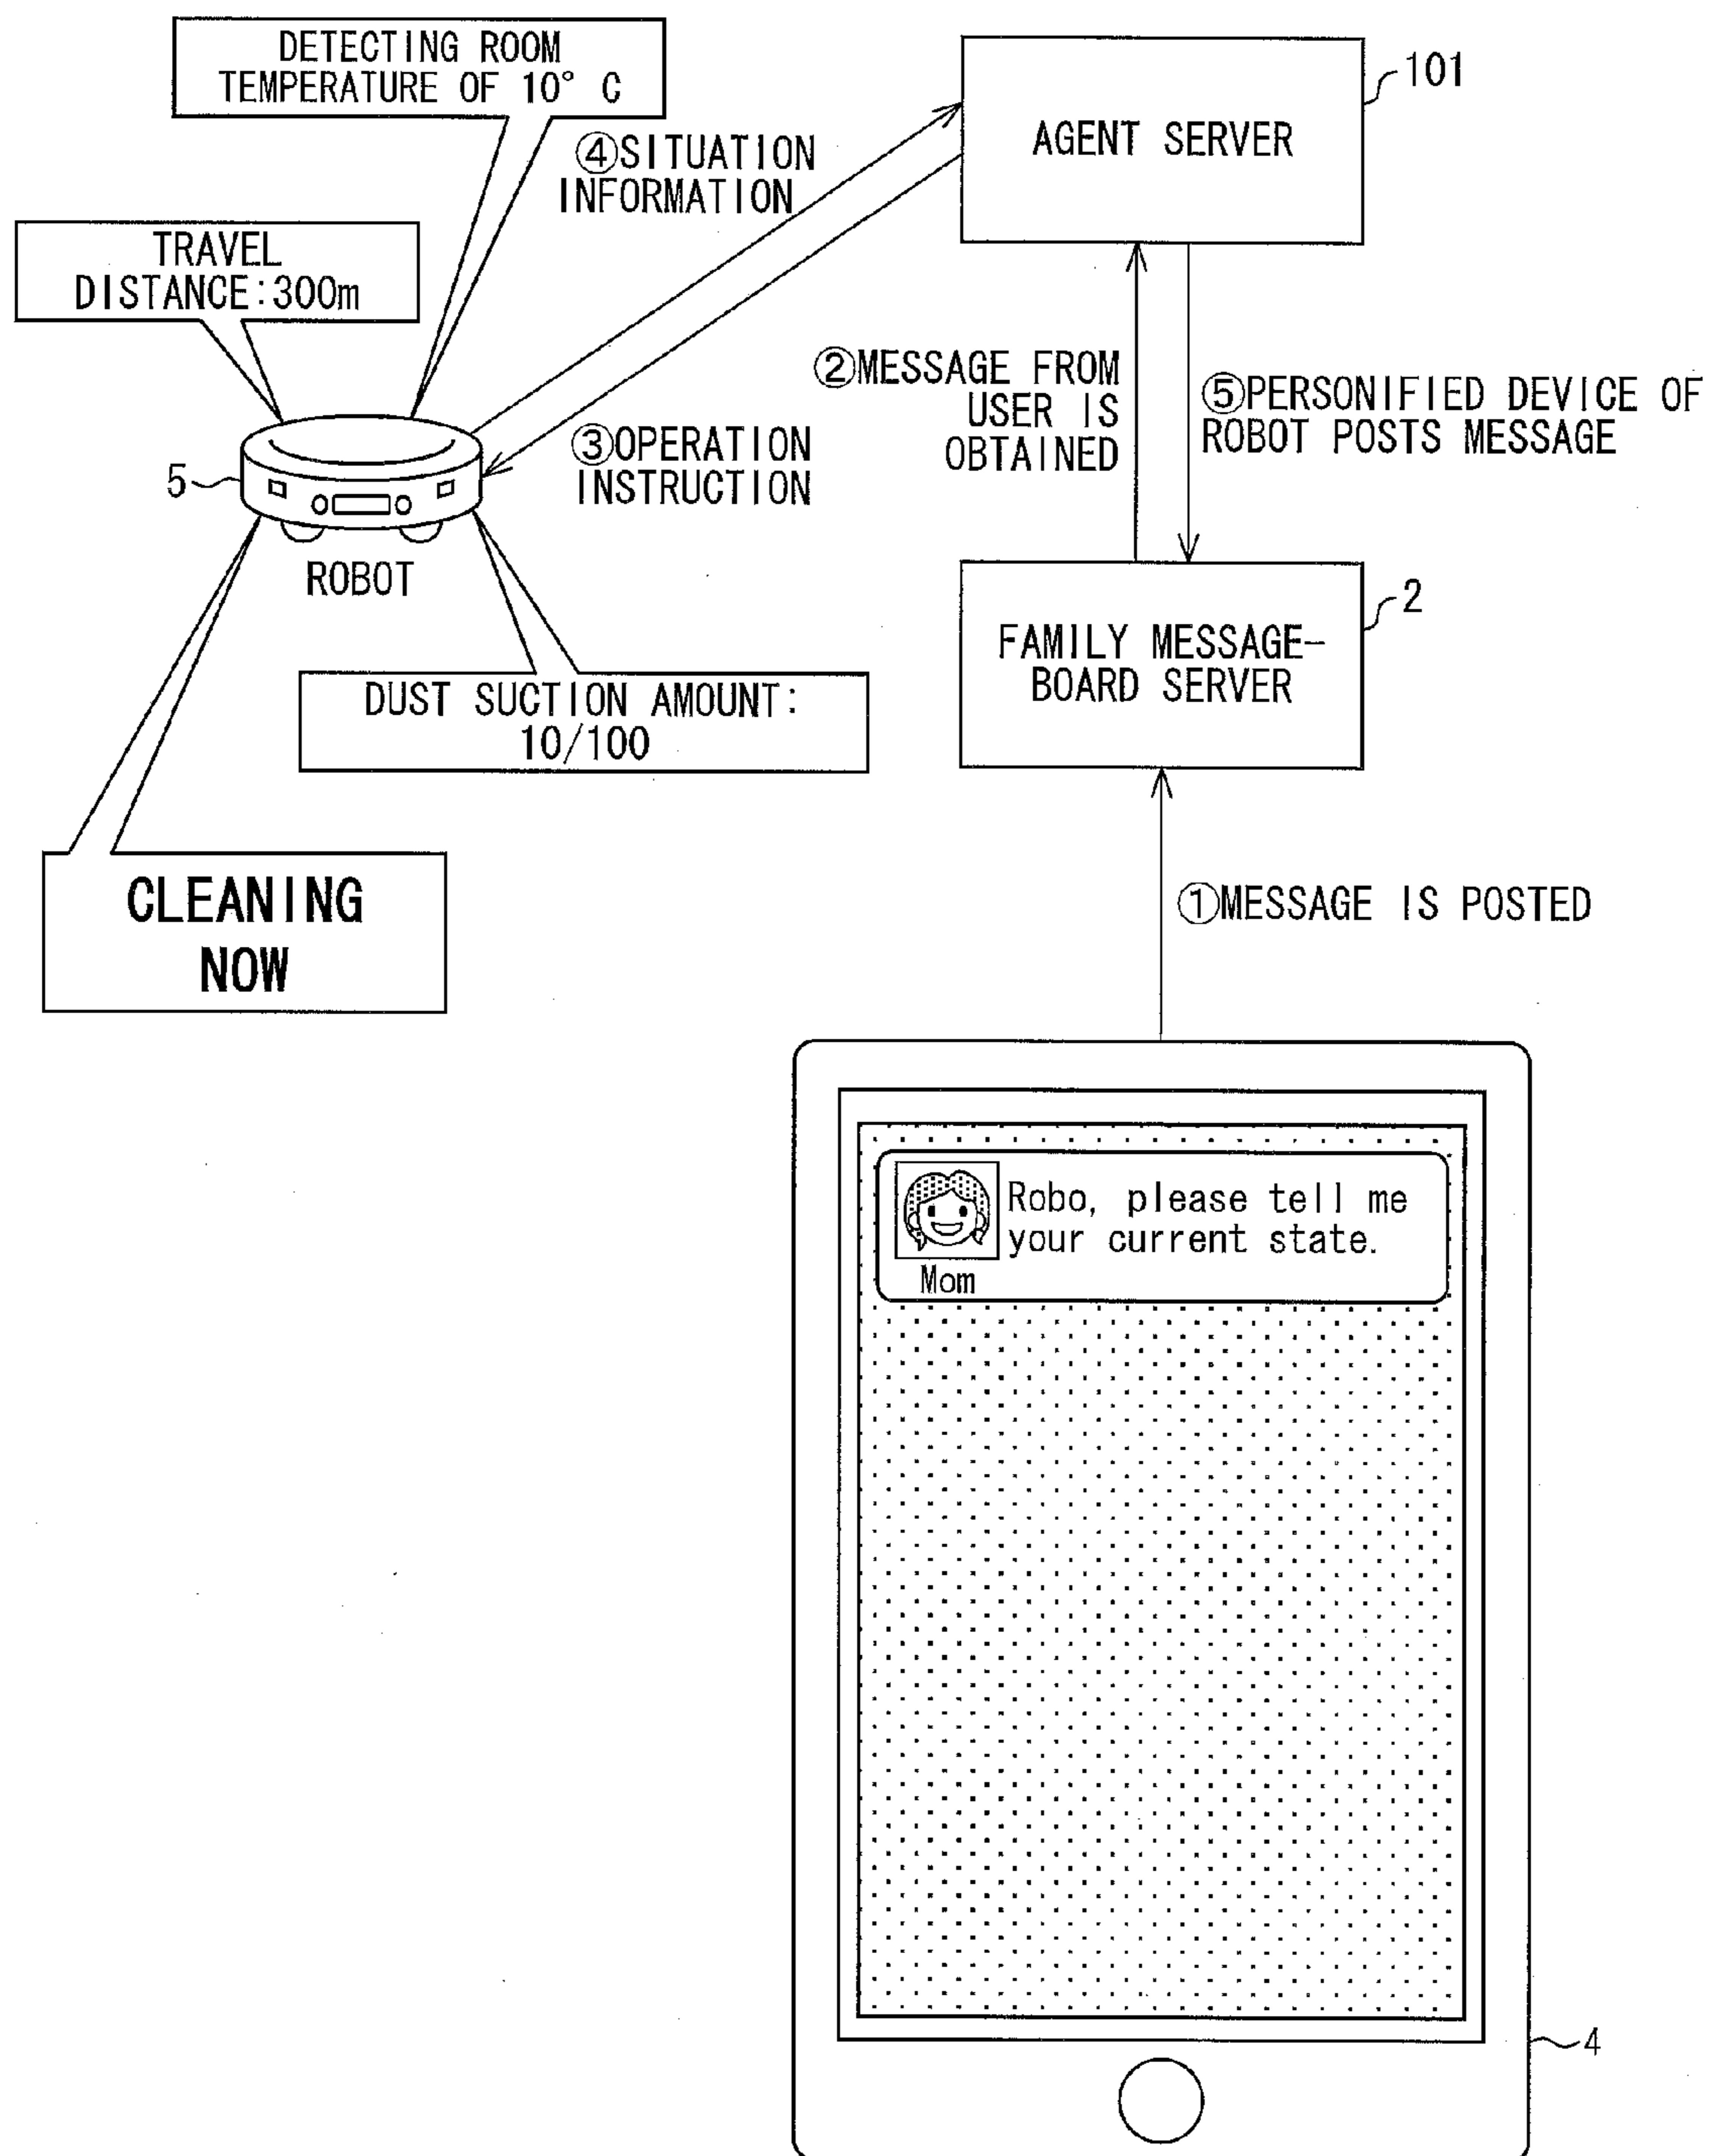 DETECTING ROOM
TEMPERATURE OF 10° C
101
AGENT SERVER
④SITUATION
INFORMATION
TRAVEL
DISTANCE:300m
②MESSAGE FROM
USER IS
OBTAINED
⑤PERSONIFIED DEVICE OF
ROBOT POSTS MESSAGE
③OPERATION
INSTRUCTION
5
ROBOT
2
FAMILY MESSAGE-
BOARD SERVER
DUST SUCTION AMOUNT:
10/100
CLEANING
NOW
①MESSAGE IS POSTED
Robo, please tell me
your current state.
Mom
4